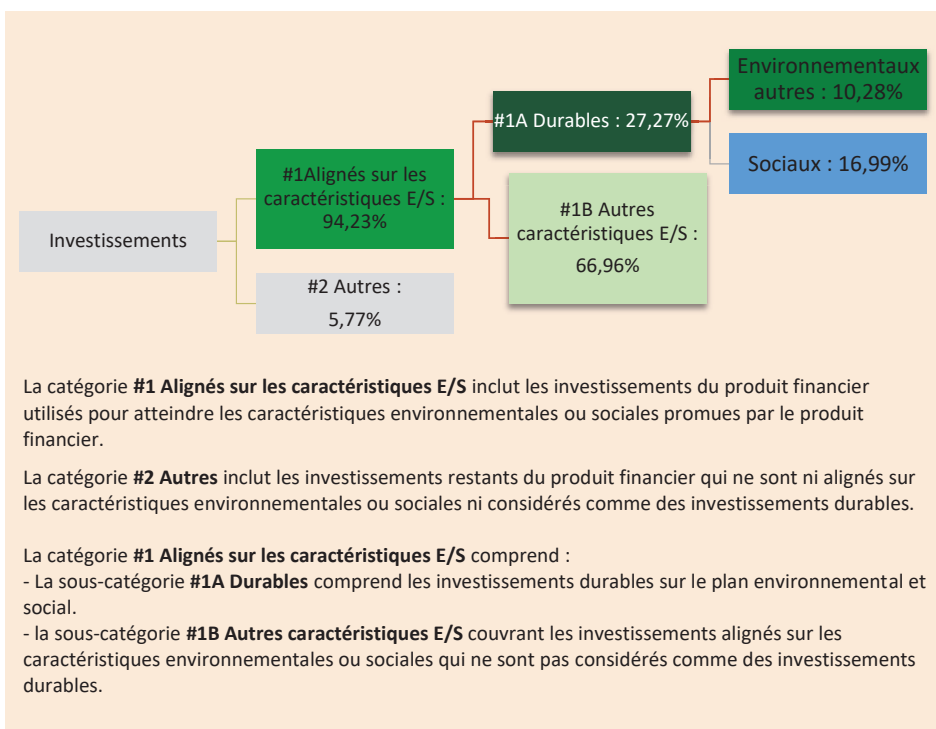 Environnementaux
autres : 10,28%
#1A Durables : 27,27%
Sociaux : 16,99%
#1Alignés sur les
caractéristiques E/S :
94,23%
#1B Autres
caractéristiques E/S :
66,96%
Investissements
#2 Autres :
5,77%
La catégorie #1 Alignés sur les caractéristiques E/S inclut les investissements du produit financier
utilisés pour atteindre les caractéristiques environnementales ou sociales promues par le produit
financier.
La catégorie #2 Autres inclut les investissements restants du produit financier qui ne sont ni alignés sur
les caractéristiques environnementales ou sociales ni considérés comme des investissements durables.
La catégorie #1 Alignés sur les caractéristiques E/S comprend :
- La sous-catégorie #1A Durables comprend les investissements durables sur le plan environnemental et
social.
- la sous-catégorie #1B Autres caractéristiques E/S couvrant les investissements alignés sur les
caractéristiques environnementales ou sociales qui ne sont pas considérés comme des investissements
durables.